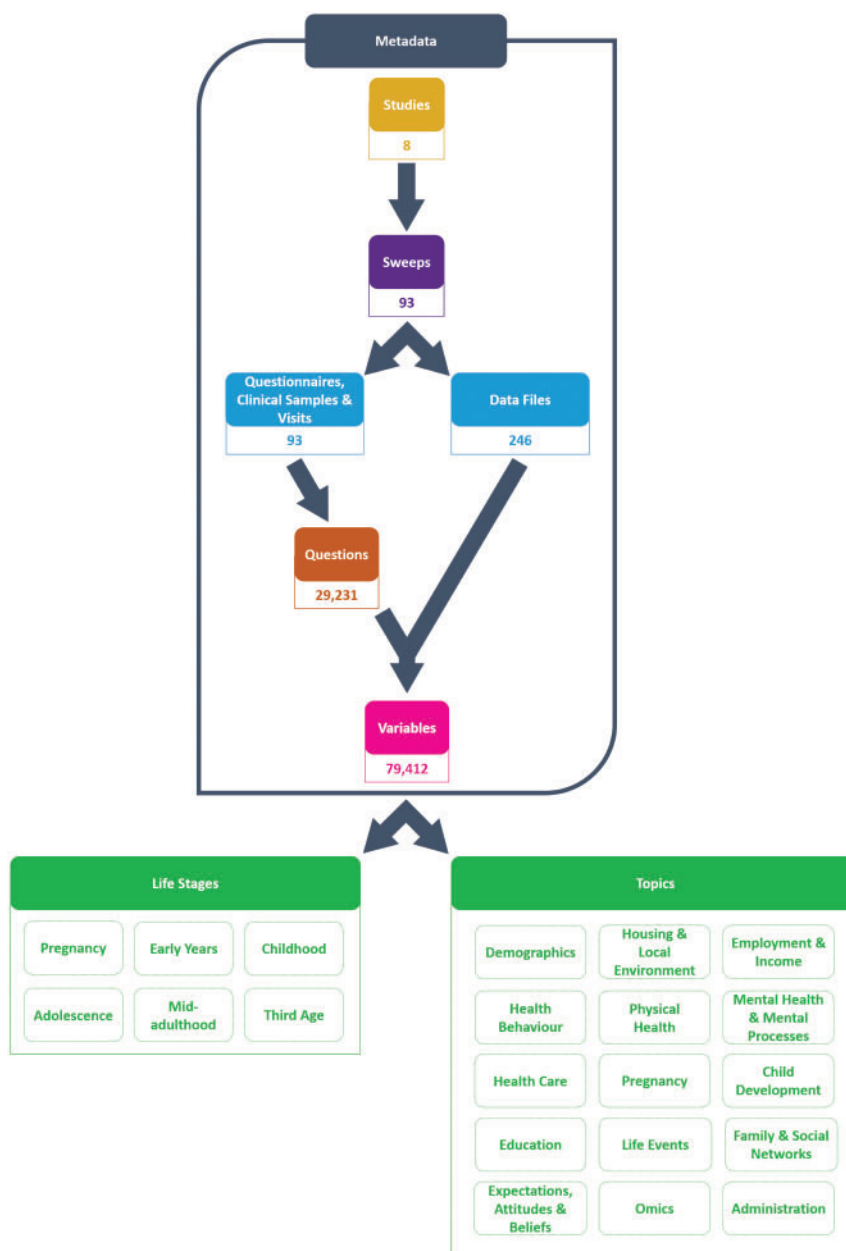 Metadata
Studies
8
Sweeps
93
Questionnaires,
Clinical Samples &
Visits
93
Data Files
246
Questions
29,231
Variables
79,412
Life Stages
Pregnancy
Early Years
Childhood
Adolescence
Mid-
adulthood
Third Age
Topics
Demographics
Housing &
Local
Environment
Employment &
Income
Health
Behaviour
Physical
Health
Mental Health
& Mental
Processes
Health Care
Pregnancy
Child
Development
Education
Life Events
Family & Social
Networks
Expectations,
Attitudes &
Beliefs
Omics
Administration